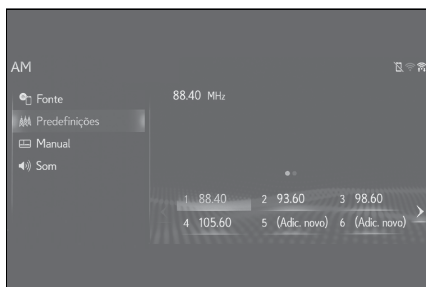 AM
Fonte
88.40 MHz
Predefinições
Manual
Som
1 88.40 2 93.60 3 98.60
4 105.60 5 (Adic. novo) 6 (Adic. novo)